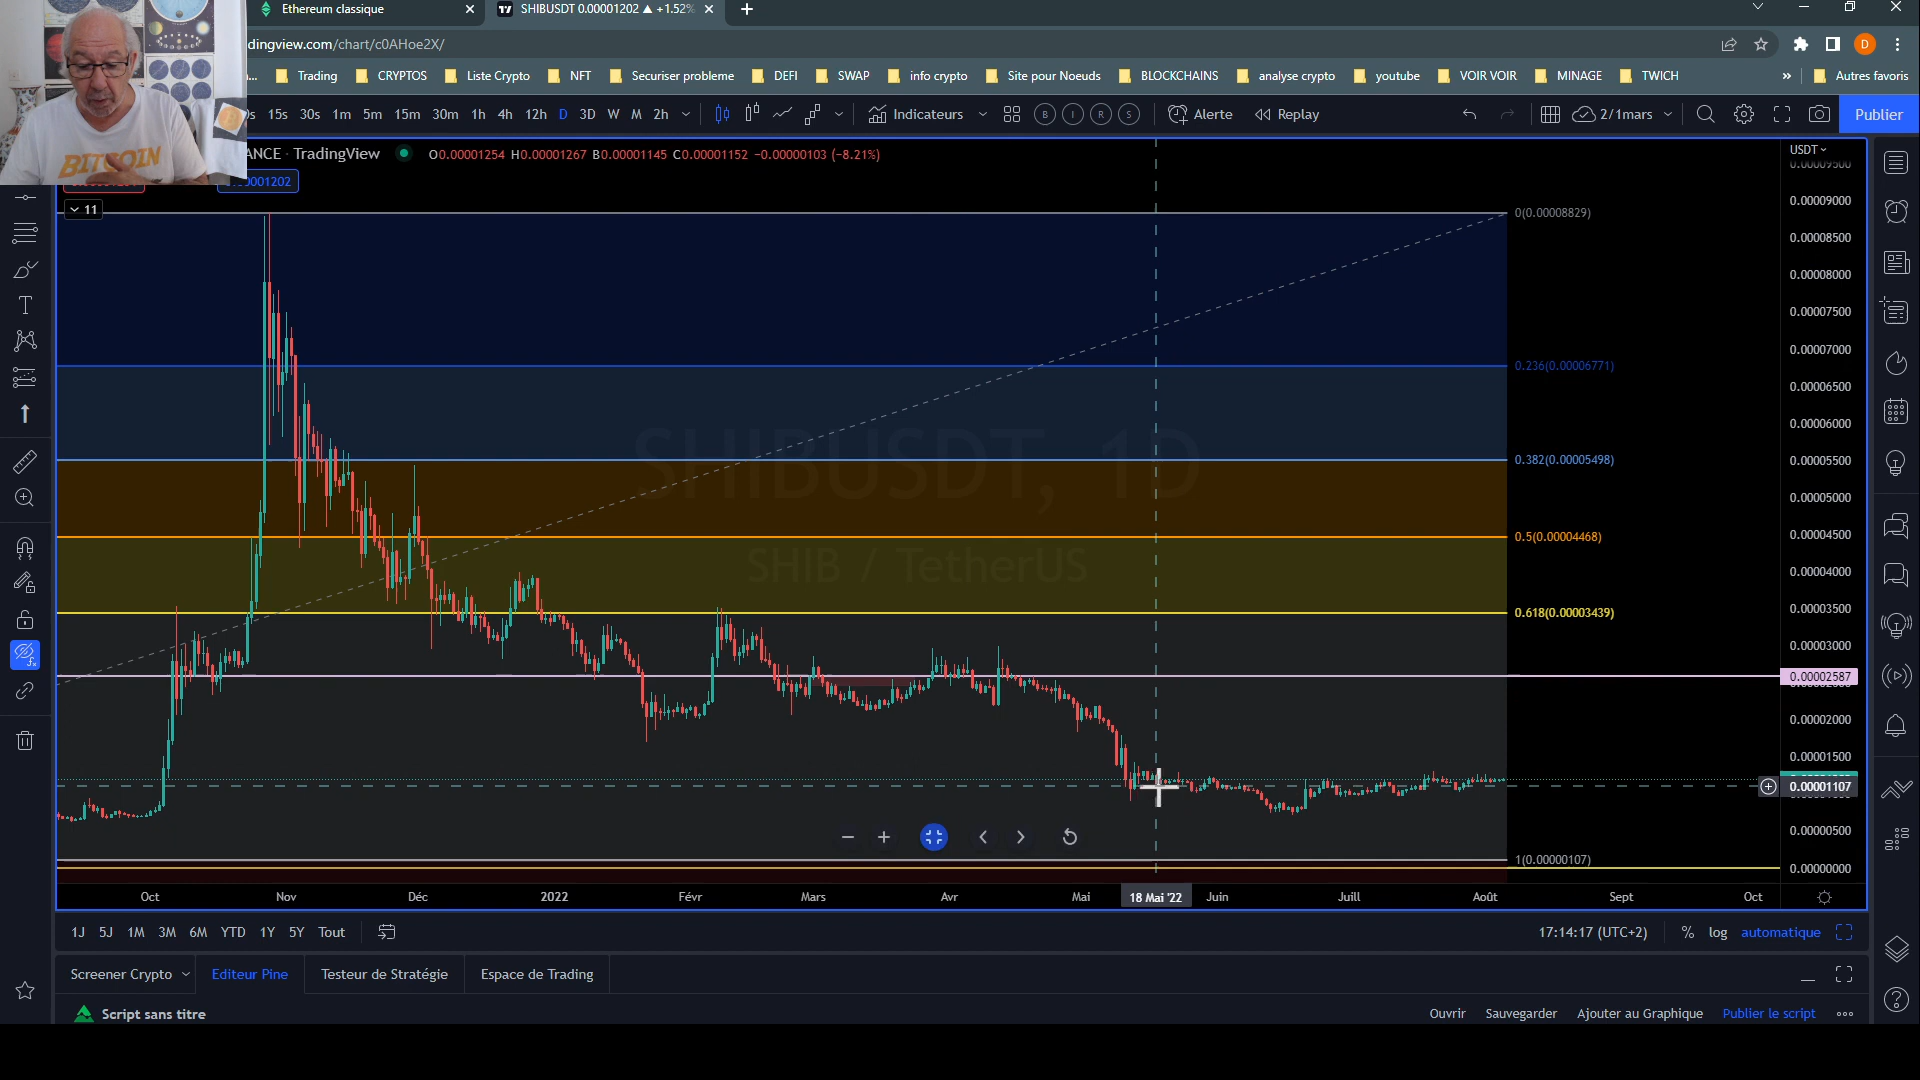 Ethereum classique
SHIBUSDT 0.00001202 ▲ +1.52%
dingview.com/chart/c0AHoe2X/
Trading CRYPTOS Liste Crypto NFT Securiser probleme DEFI SWAP info crypto Site pour Noeuds BLOCKCHAINS analyse crypto youtube VOIR VOIR MINAGE TWICH » Autres favoris
15s 30s 1m 5m 15m 30m 1h 4h 12h D 3D W M 2h Indicateurs B I R S Alerte Replay 2/1mars Publier
BITCOIN
ANCE · TradingView O0.00001254 H0.00001267 B0.00001145 C0.00001152 −0.00000103 (−8.21%)
USDT
0.00009500
11
0.00009000
0(0.00008829)
0.00008500
0.00008000
0.00007500
0.00007000
0.236(0.00006771)
0.00006500
0.00006000
SHIBUSDT, 1D
0.382(0.00005498)
0.00005500
0.00005000
0.5(0.00004468)
0.00004500
SHIB / TetherUS
0.00004000
0.618(0.00003439)
0.00003500
0.00003000
0.00002587
0.00002000
0.00001500
0.00001107
0.00000500
1(0.00000107)
0.00000000
Oct Nov Déc 2022 Févr Mars Avr Mai 18 Mai '22 Juin Juill Août Sept Oct
1J 5J 1M 3M 6M YTD 1Y 5Y Tout 17:14:17 (UTC+2) % log automatique
Screener Crypto Editeur Pine Testeur de Stratégie Espace de Trading
Script sans titre Ouvrir Sauvegarder Ajouter au Graphique Publier le script